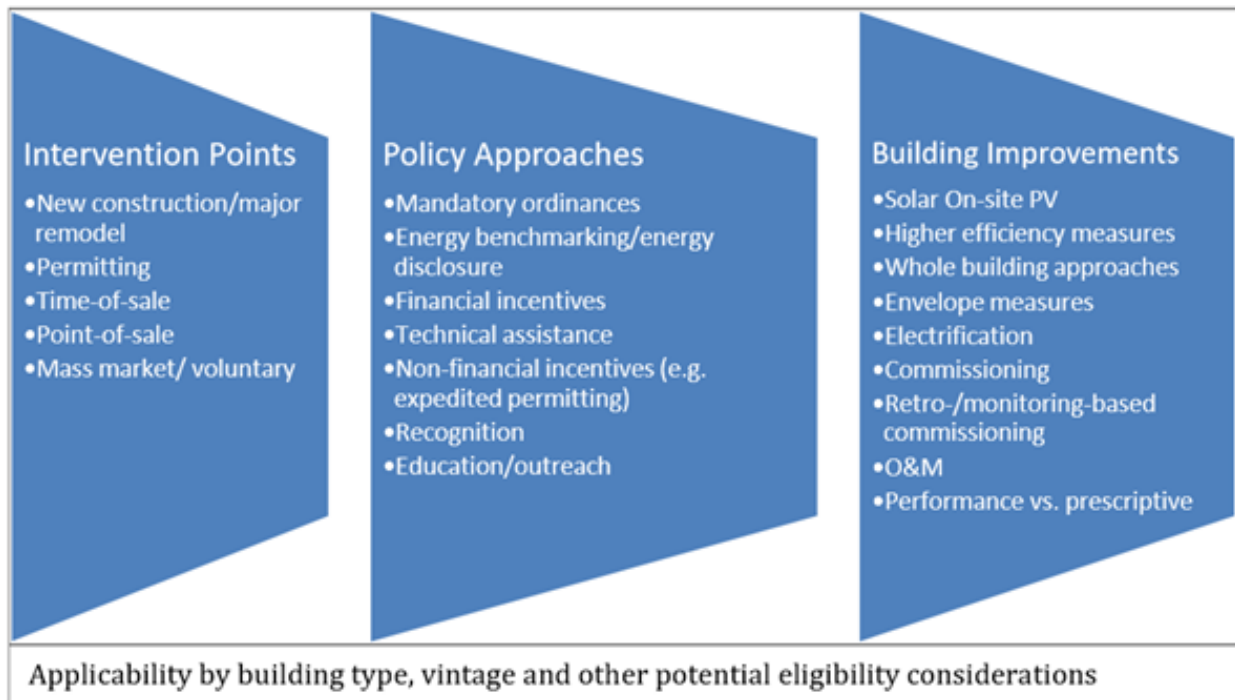 Intervention Points
•New construction/major
remodel
•Permitting
•Time-of-sale
•Point-of-sale
•Mass market/ voluntary
Policy Approaches
•Mandatory ordinances
•Energy benchmarking/energy
disclosure
•Financial incentives
•Technical assistance
•Non-financial incentives (e.g.
expedited permitting)
•Recognition
•Education/outreach
Building Improvements
•Solar On-site PV
•Higher efficiency measures
•Whole building approaches
•Envelope measures
•Electrification
•Commissioning
•Retro-/monitoring-based
commissioning
•O&M
•Performance vs. prescriptive
Applicability by building type, vintage and other potential eligibility considerations